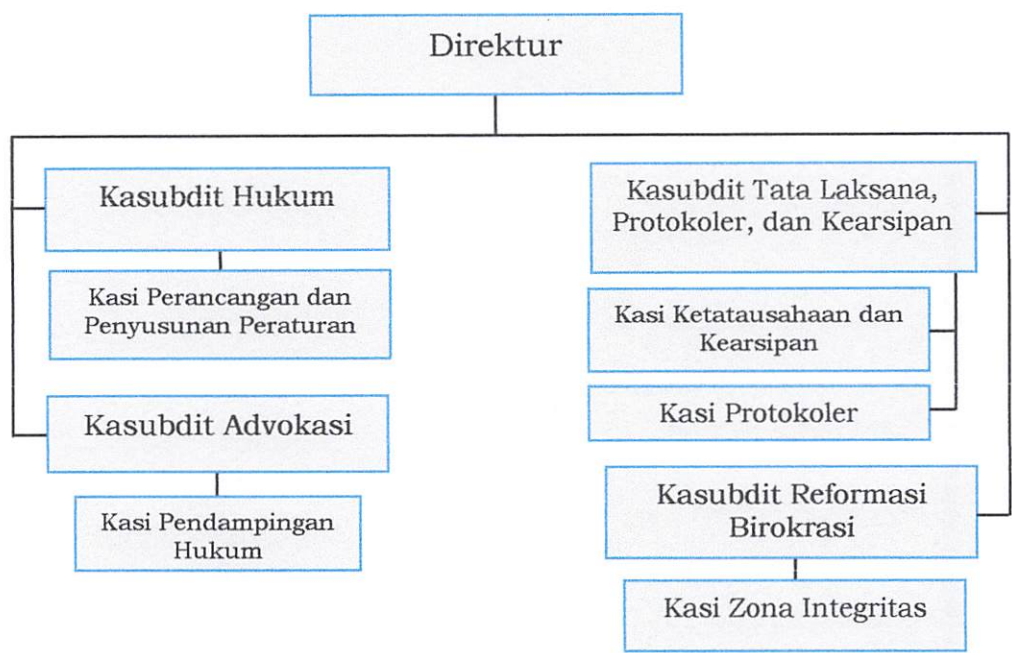 Direktur
Kasubdit Hukum
Kasi Perancangan dan
Penyusunan Peraturan
Kasubdit Advokasi
Kasi Pendampingan
Hukum
Kasubdit Tata Laksana,
Protokoler, dan Kearsipan
Kasi Ketatausahaan dan
Kearsipan
Kasi Protokoler
Kasubdit Reformasi
Birokrasi
Kasi Zona Integritas